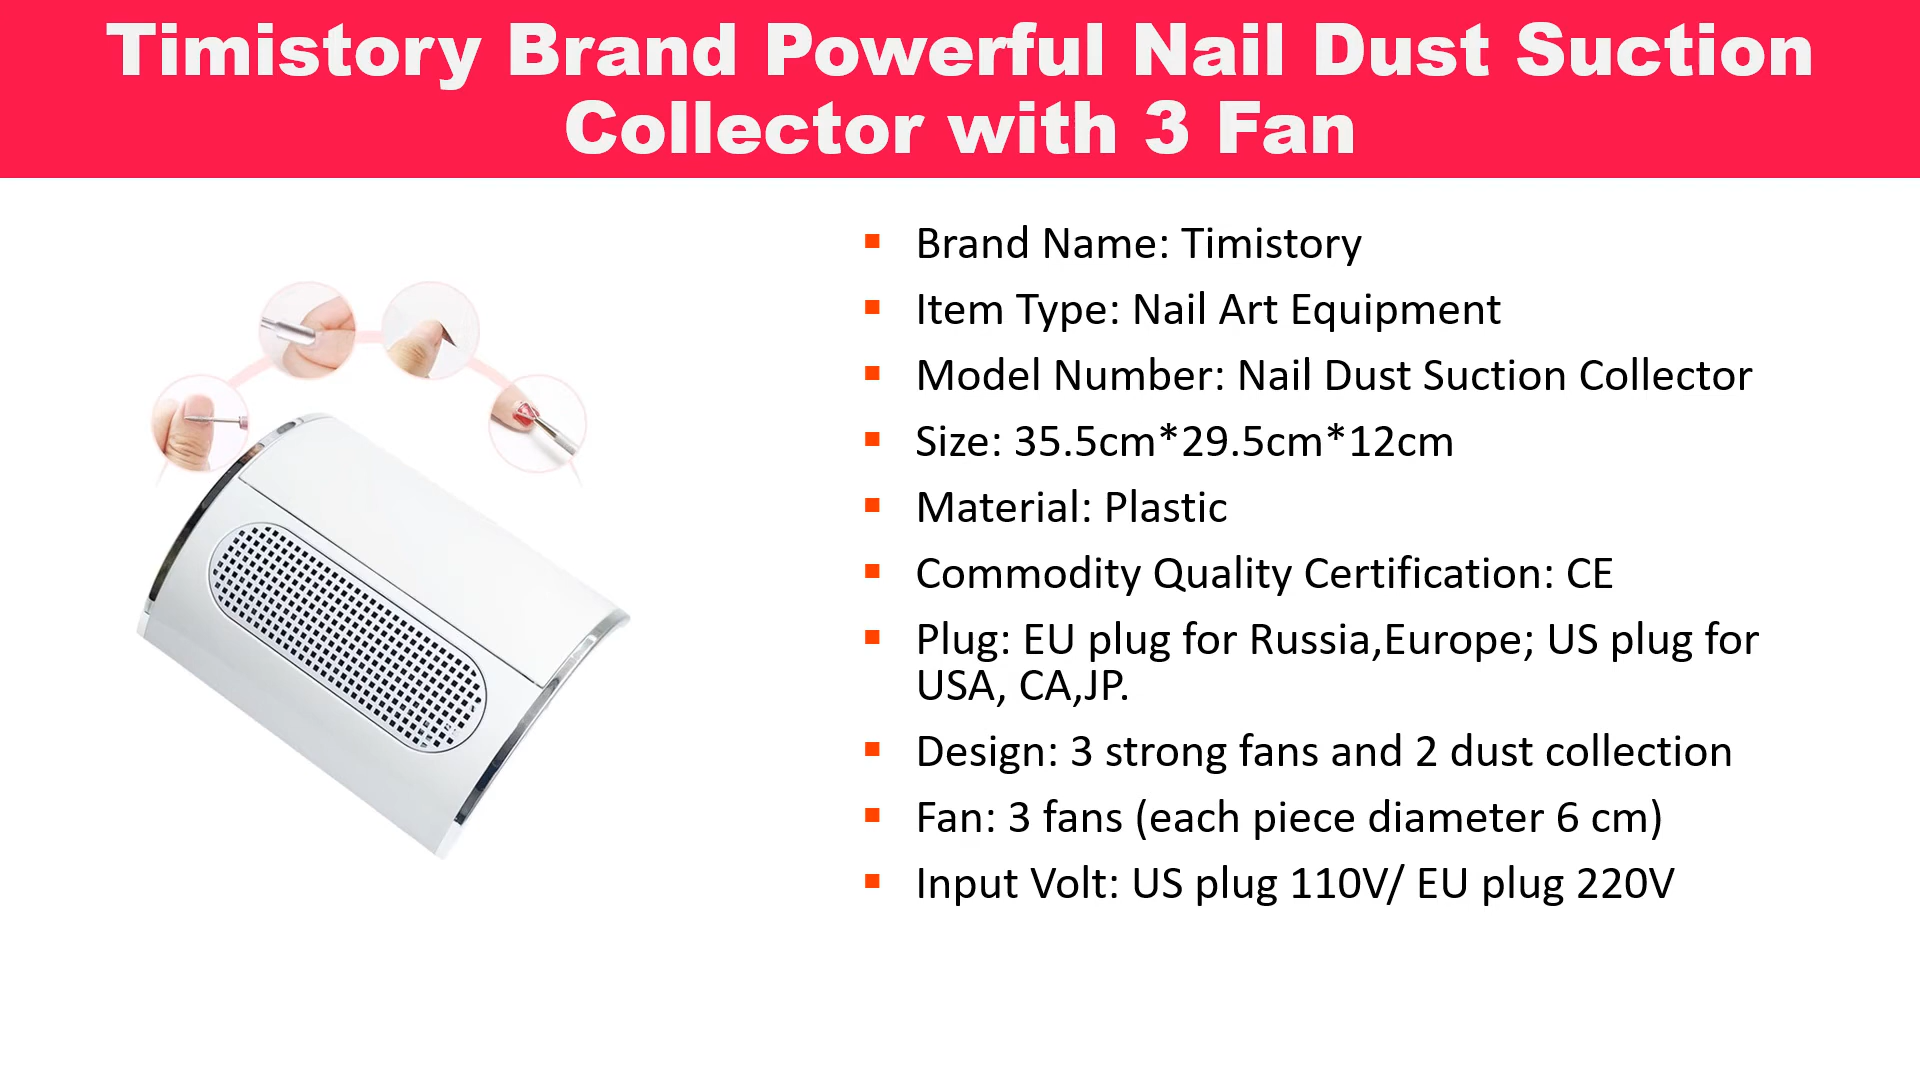 Timistory Brand Powerful Nail Dust Suction
Collector with 3 Fan
Brand Name: Timistory
Item Type: Nail Art Equipment
Model Number: Nail Dust Suction Collector
Size: 35.5cm*29.5cm*12cm
Material: Plastic
Commodity Quality Certification: CE
Plug: EU plug for Russia,Europe; US plug for
USA, CA,JP.
Design: 3 strong fans and 2 dust collection
Fan: 3 fans (each piece diameter 6 cm)
Input Volt: US plug 110V/ EU plug 220V